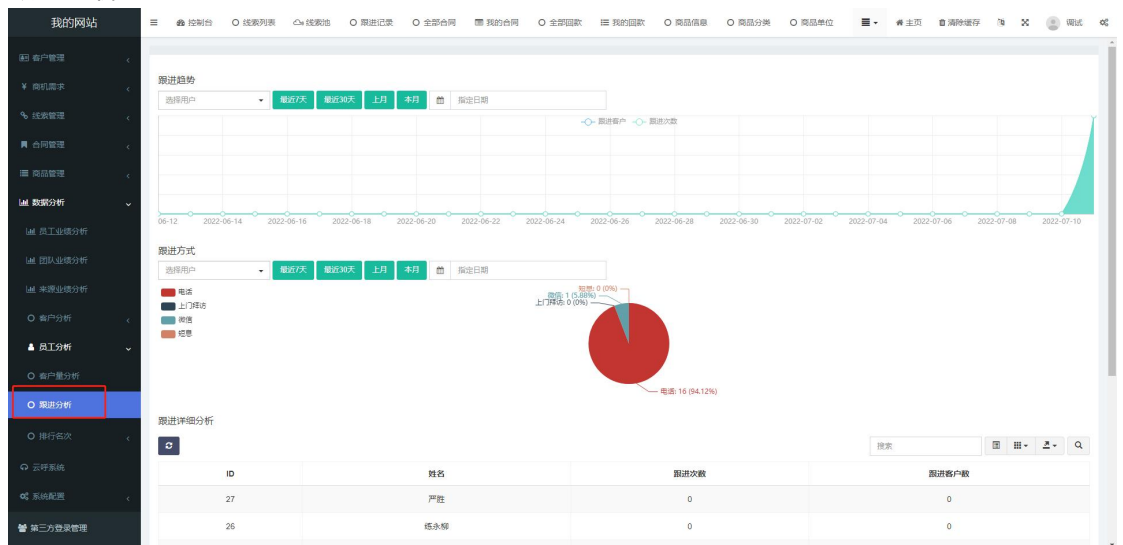 我的网站
控制台 线索列表 线索池 跟进记录 全部合同 我的合同 全部回款 我的回款 商品信息 商品分类 商品单位 主页 清除缓存 调试
客户管理
商机需求
线索管理
合同管理
商品管理
数据分析
员工业绩分析
团队业绩分析
来源业绩分析
客户分析
员工分析
客户量分析
跟进分析
排行名次
云呼系统
系统配置
第三方登录管理
跟进趋势
选择用户 最近7天 最近30天 上月 本月 指定日期
跟进客户 跟进次数
06-12 2022-06-14 2022-06-16 2022-06-18 2022-06-20 2022-06-22 2022-06-24 2022-06-26 2022-06-28 2022-06-30 2022-07-02 2022-07-04 2022-07-06 2022-07-08 2022-07-10
跟进方式
选择用户 最近7天 最近30天 上月 本月 指定日期
电话
上门拜访
微信
短息
短息: 0 (0%)
微信: 1 (5.88%)
上门拜访: 0 (0%)
电话: 16 (94.12%)
跟进详细分析
搜索
ID 姓名 跟进次数 跟进客户数
27 严胜 0 0
26 练永柳 0 0